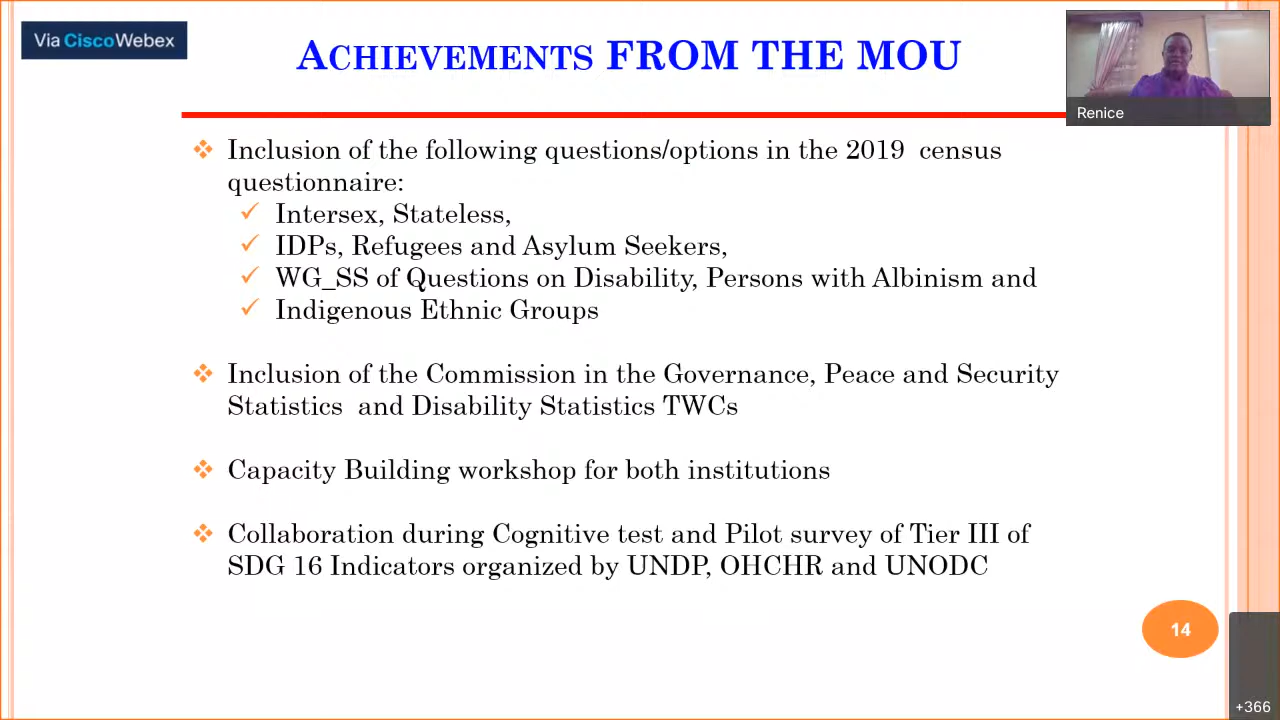 Via CiscoWebex
ACHIEVEMENTS FROM THE MOU
Renice
Inclusion of the following questions/options in the 2019 census
questionnaire:
Intersex, Stateless,
IDPs, Refugees and Asylum Seekers,
WG_SS of Questions on Disability, Persons with Albinism and
Indigenous Ethnic Groups
Inclusion of the Commission in the Governance, Peace and Security
Statistics and Disability Statistics TWCs
Capacity Building workshop for both institutions
Collaboration during Cognitive test and Pilot survey of Tier III of
SDG 16 Indicators organized by UNDP, OHCHR and UNODC
14
+366